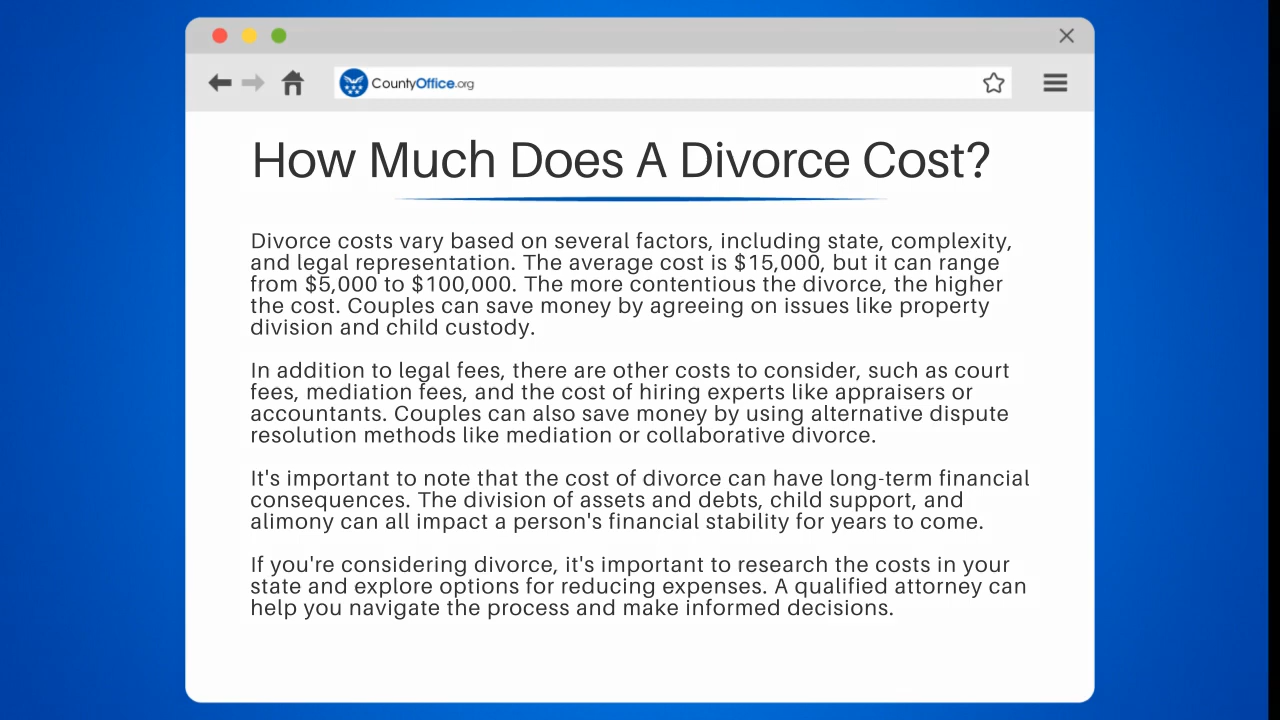 CountyOffice.org
How Much Does A Divorce Cost?
Divorce costs vary based on several factors, including state, complexity,
and legal representation. The average cost is $15,000, but it can range
from $5,000 to $100,000. The more contentious the divorce, the higher
the cost. Couples can save money by agreeing on issues like property
division and child custody.
In addition to legal fees, there are other costs to consider, such as court
fees, mediation fees, and the cost of hiring experts like appraisers or
accountants. Couples can also save money by using alternative dispute
resolution methods like mediation or collaborative divorce.
It's important to note that the cost of divorce can have long-term financial
consequences. The division of assets and debts, child support, and
alimony can all impact a person's financial stability for years to come.
If you're considering divorce, it's important to research the costs in your
state and explore options for reducing expenses. A qualified attorney can
help you navigate the process and make informed decisions.